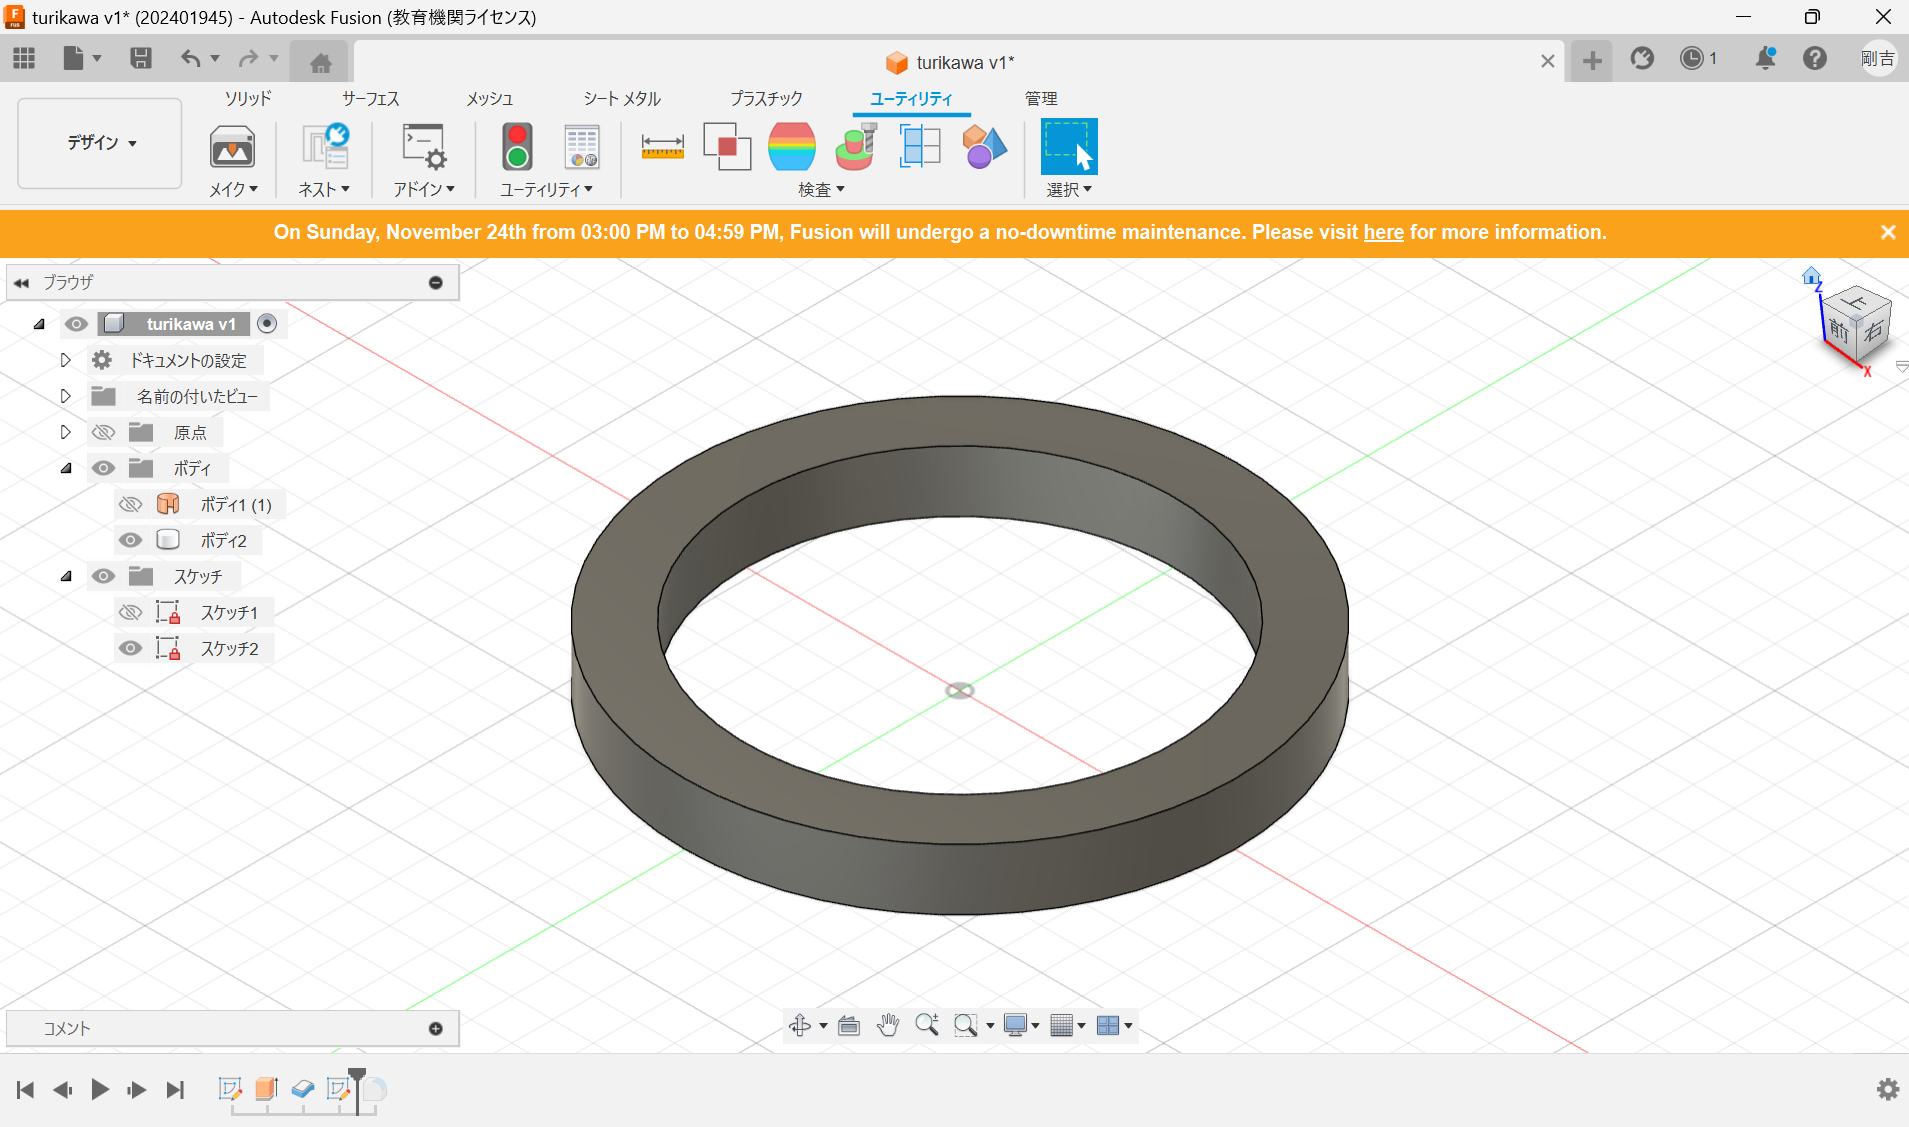 turikawa v1* (202401945) - Autodesk Fusion (教育機関ライセンス)
turikawa v1*
1
剛吉
ソリッド
サーフェス
メッシュ
シート メタル
プラスチック
ユーティリティ
管理
デザイン
メイク
ネスト
アドイン
ユーティリティ
検査
選択
On Sunday, November 24th from 03:00 PM to 04:59 PM, Fusion will undergo a no-downtime maintenance. Please visit here for more information.
ブラウザ
turikawa v1
ドキュメントの設定
名前の付いたビュー
原点
ボディ
ボディ1 (1)
ボディ2
スケッチ
スケッチ1
スケッチ2
Z
上
前
右
X
コメント